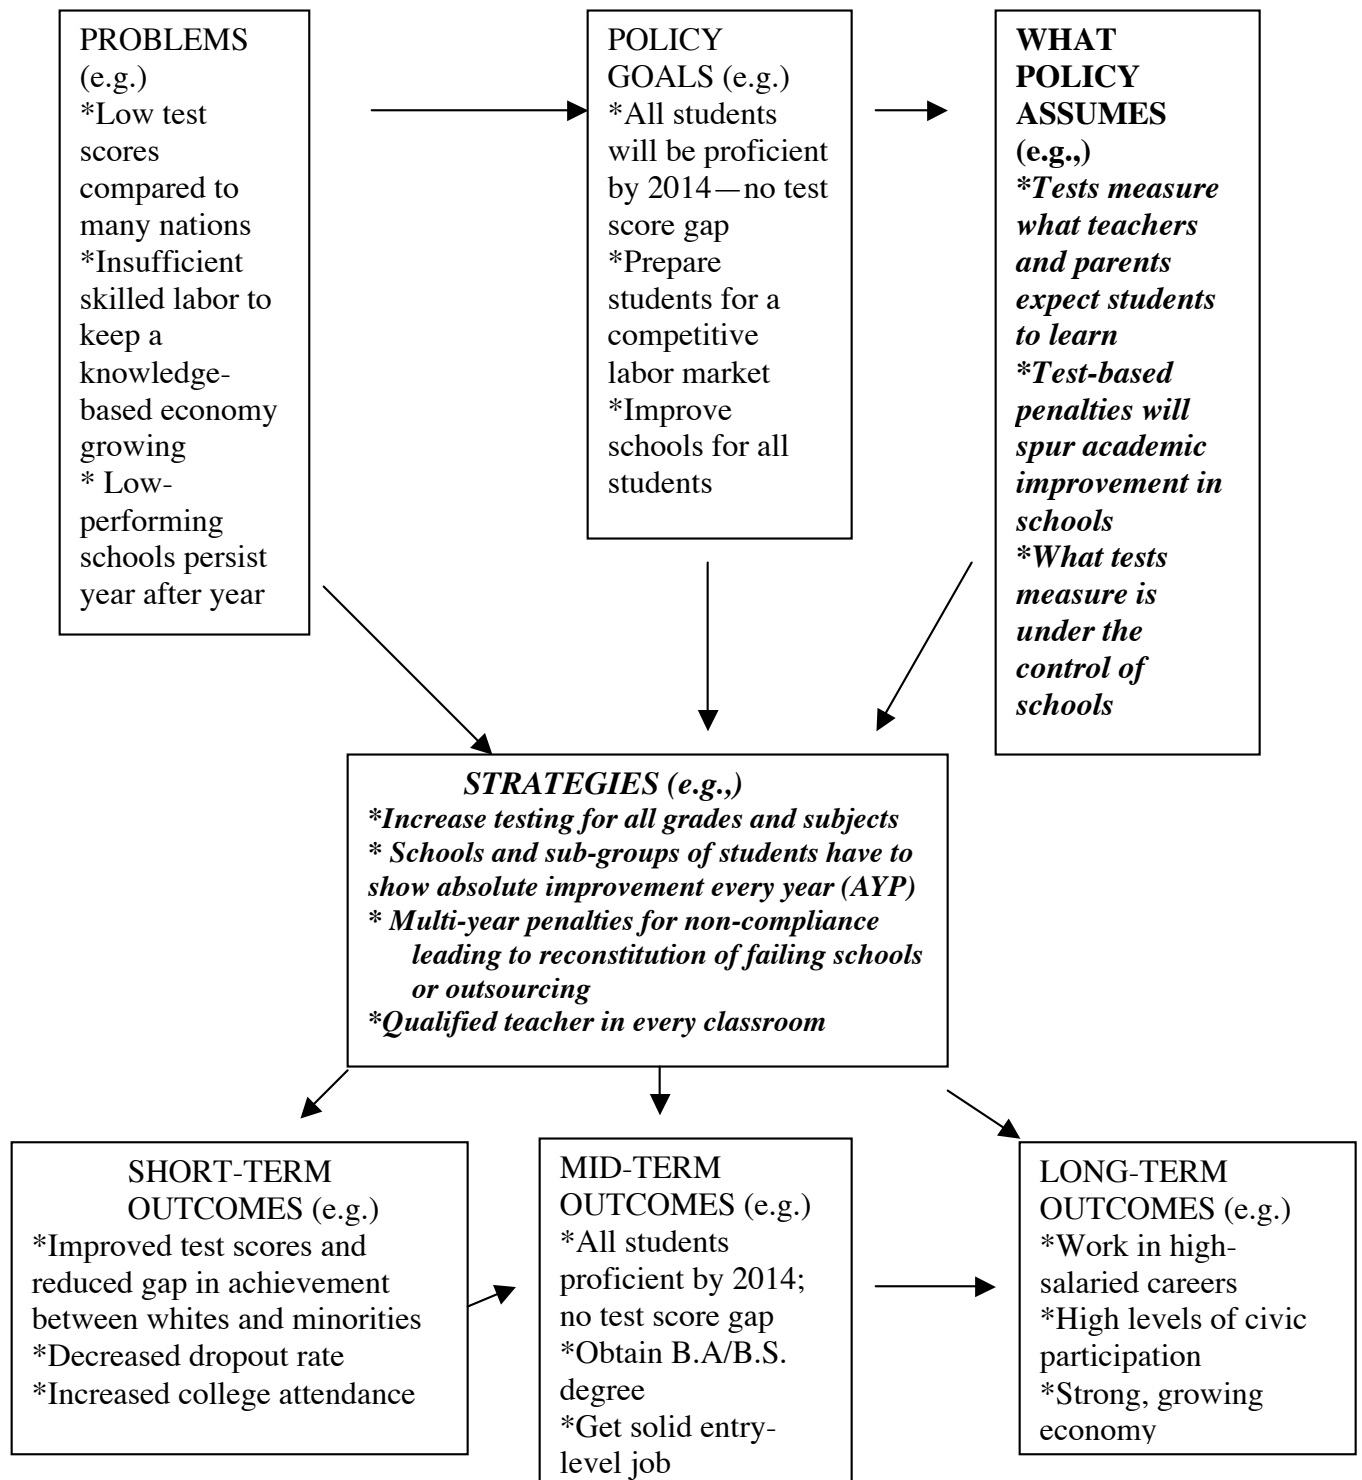 PROBLEMS
(e.g.)
*Low test
scores
compared to
many nations
*Insufficient
skilled labor to
keep a
knowledge-
based economy
growing
* Low-
performing
schools persist
year after year
POLICY
GOALS (e.g.)
*All students
will be proficient
by 2014—no test
score gap
*Prepare
students for a
competitive
labor market
*Improve
schools for all
students
WHAT
POLICY
ASSUMES
(e.g.,)
*Tests measure
what teachers
and parents
expect students
to learn
*Test-based
penalties will
spur academic
improvement in
schools
*What tests
measure is
under the
control of
schools
STRATEGIES (e.g.,)
*Increase testing for all grades and subjects
* Schools and sub-groups of students have to
show absolute improvement every year (AYP)
* Multi-year penalties for non-compliance
leading to reconstitution of failing schools
or outsourcing
*Qualified teacher in every classroom
SHORT-TERM
OUTCOMES (e.g.)
*Improved test scores and
reduced gap in achievement
between whites and minorities
*Decreased dropout rate
*Increased college attendance
MID-TERM
OUTCOMES (e.g.)
*All students
proficient by 2014;
no test score gap
*Obtain B.A/B.S.
degree
*Get solid entry-
level job
LONG-TERM
OUTCOMES (e.g.)
*Work in high-
salaried careers
*High levels of civic
participation
*Strong, growing
economy